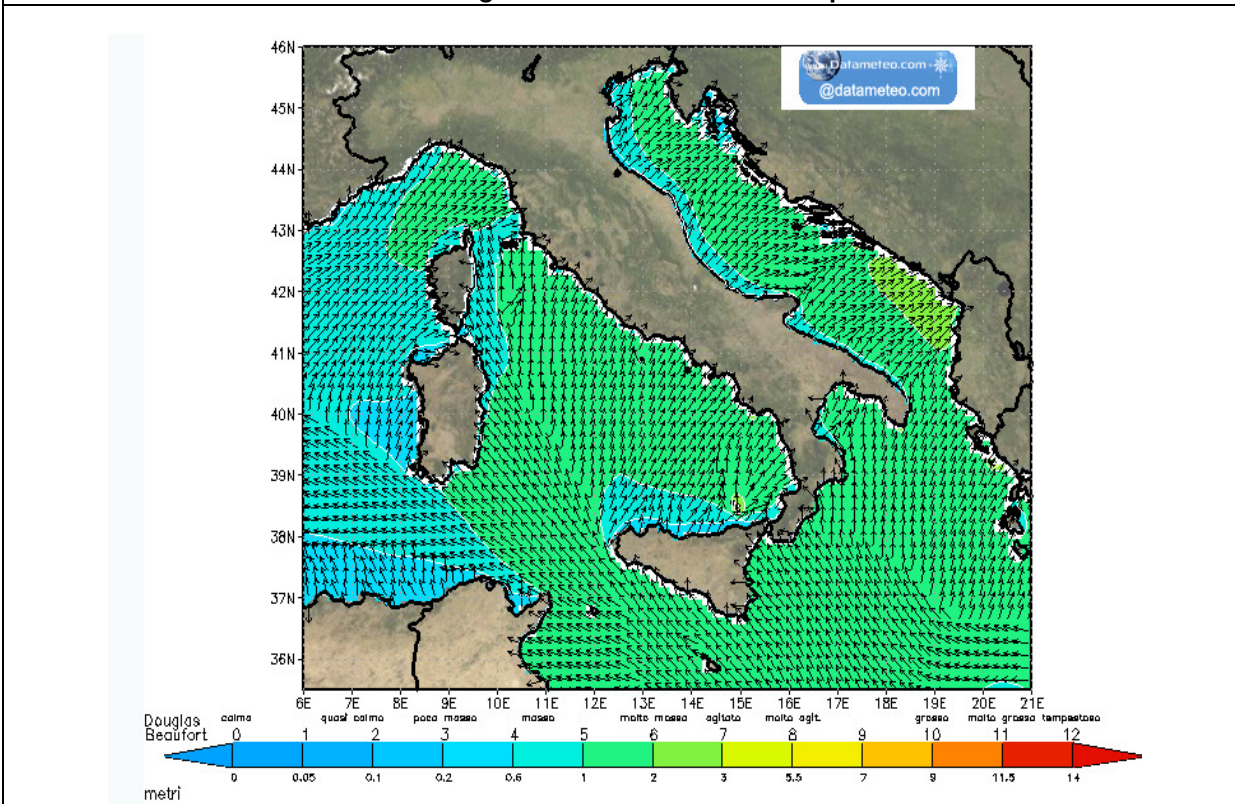 46N
45N
44N
43N
42N
41N
40N
39N
38N
37N
36N
www.Datameteo.com
@datameteo.com
6E 7E 8E 9E 10E 11E 12E 13E 14E 15E 16E 17E 18E 19E 20E 21E
Douglas calmo quasi calmo poco mosso mosso molto mosso agitato molto agit. grosso molto grosso tempestoso
Beaufort 0 1 2 3 4 5 6 7 8 9 10 11 12
0 0.05 0.1 0.2 0.6 1 2 3 5.5 7 9 11.5 14
metri